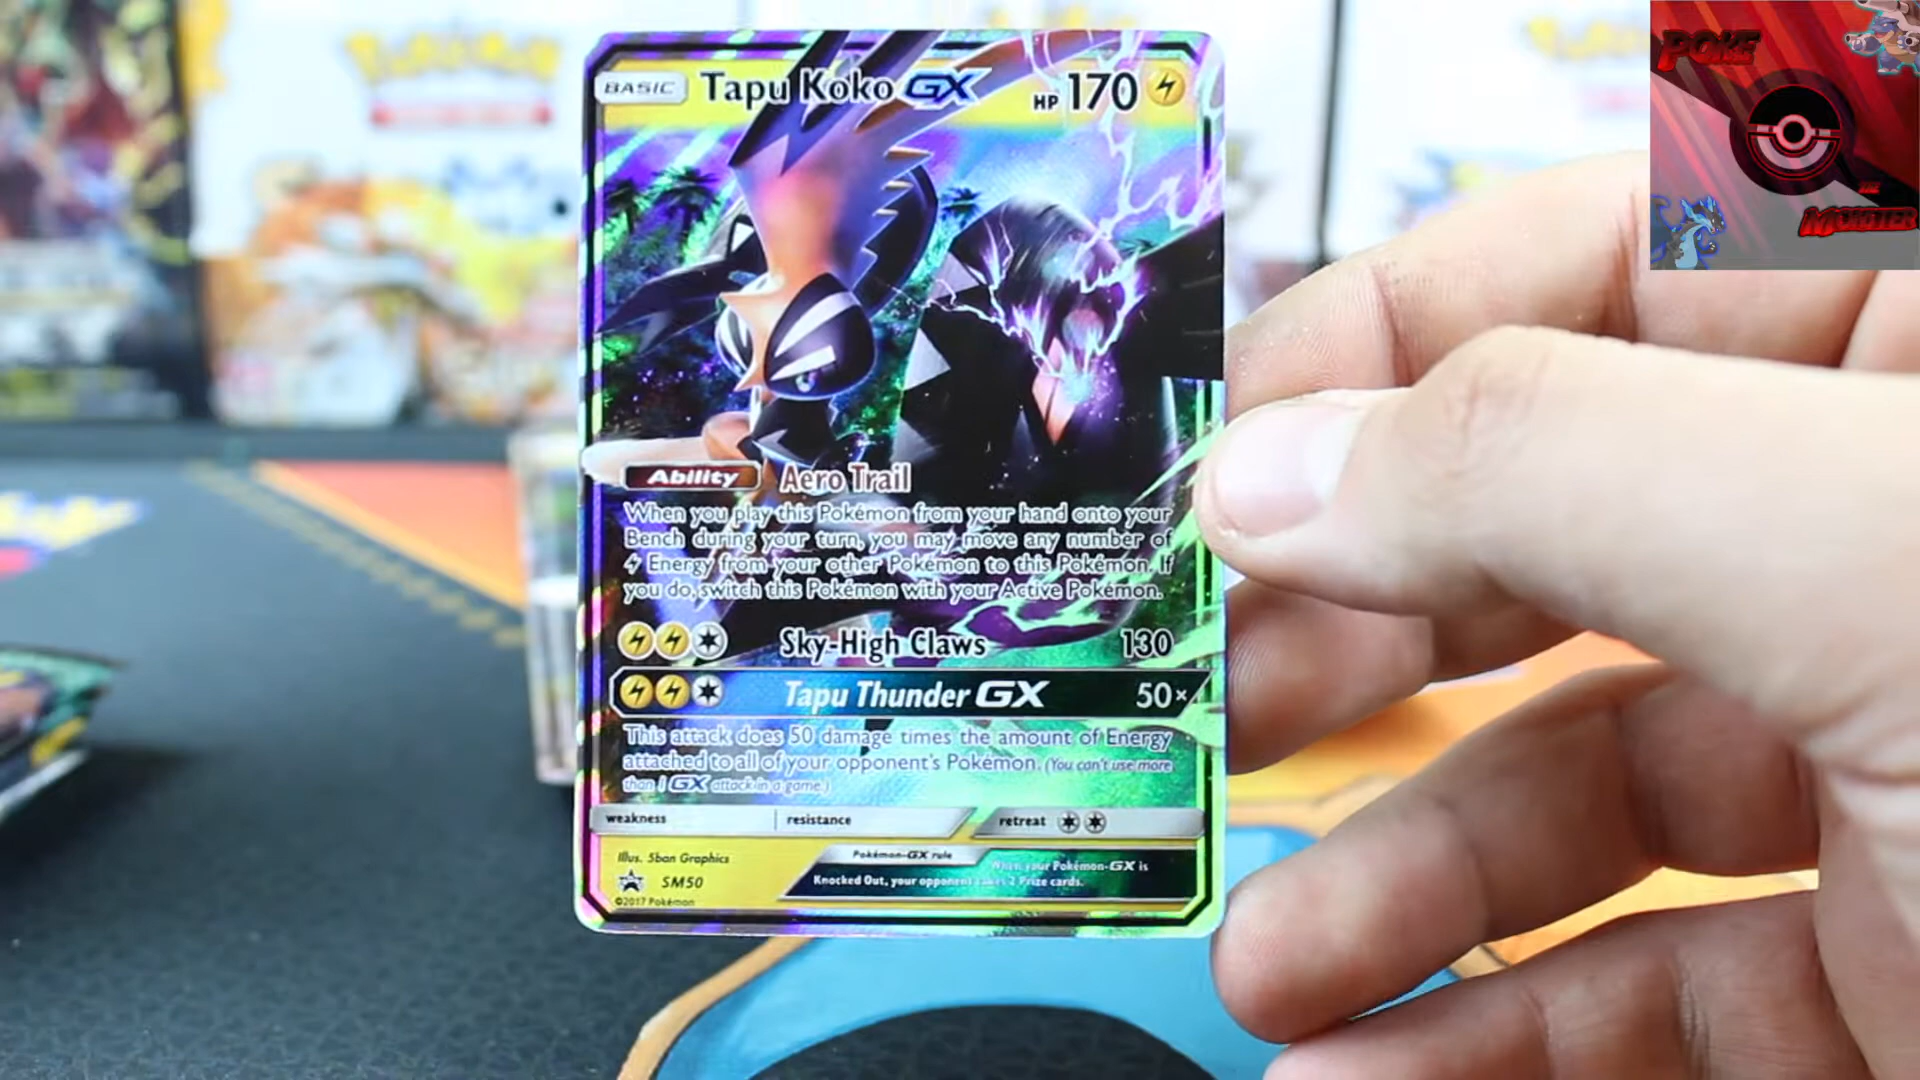 BASIC Tapu Koko GX HP 170
Ability Aero Trail
When you play this Pokémon from your hand onto your
Bench during your turn, you may move any number of
Energy from your other Pokémon to this Pokémon. If
you do, switch this Pokémon with your Active Pokémon.
Sky-High Claws 130
Tapu Thunder GX 50×
This attack does 50 damage times the amount of Energy
attached to all of your opponent's Pokémon. (You can't use more
than 1 GX attack in a game.)
weakness resistance retreat
Illus. 5ban Graphics
Pokémon-GX rule
When your Pokémon-GX is
Knocked Out, your opponent takes 2 Prize cards.
SM50
©2017 Pokémon
POKE
THE
MONSTER